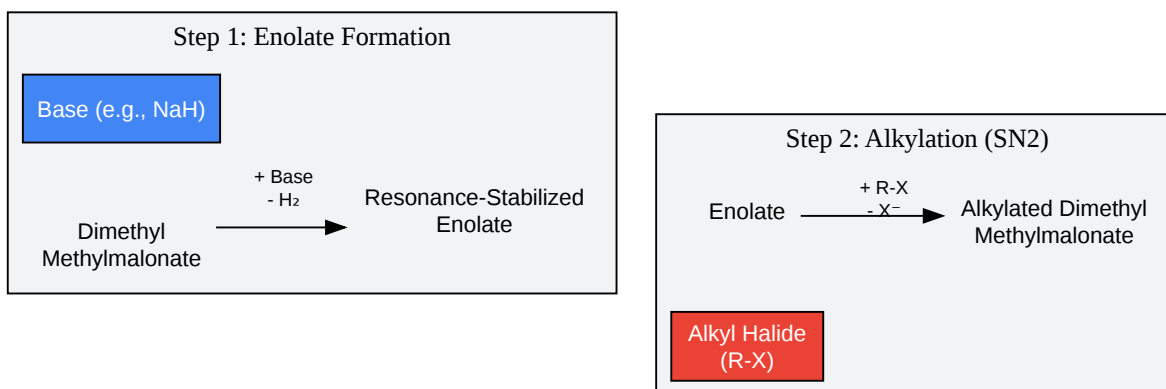 Step 1: Enolate Formation
Base (e.g., NaH)
+ Base
- H₂
Dimethyl
Methylmalonate
Resonance-Stabilized
Enolate
Step 2: Alkylation (SN2)
Enolate
+ R-X
- X⁻
Alkylated Dimethyl
Methylmalonate
Alkyl Halide
(R-X)